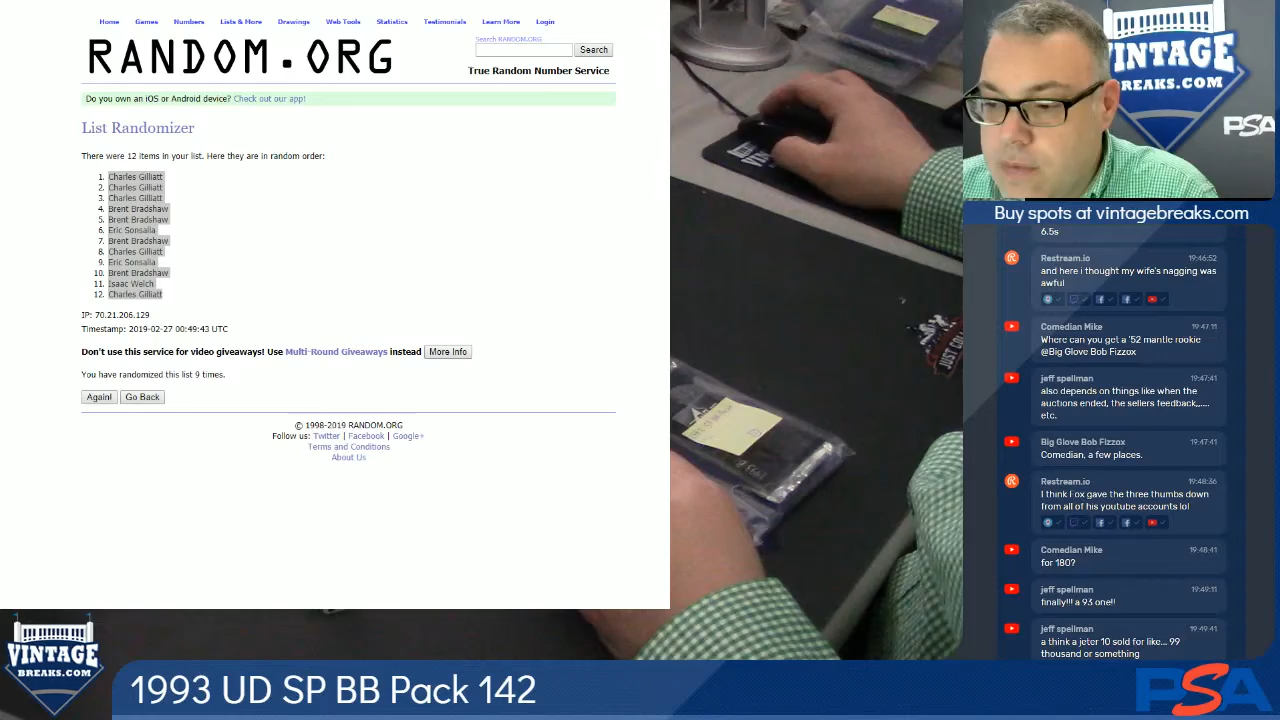 Home Games Numbers Lists & More Drawings Web Tools Statistics Testimonials Learn More Login
RANDOM.ORG
Search RANDOM.ORG
Search
True Random Number Service
Do you own an iOS or Android device? Check out our app!
List Randomizer
There were 12 items in your list. Here they are in random order:
1. Charles Gilliatt
2. Charles Gilliatt
3. Charles Gilliatt
4. Brent Bradshaw
5. Brent Bradshaw
6. Eric Sonsalla
7. Brent Bradshaw
8. Charles Gilliatt
9. Eric Sonsalla
10. Brent Bradshaw
11. Isaac Welch
12. Charles Gilliatt
IP: 70.21.206.129
Timestamp: 2019-02-27 00:49:43 UTC
Don't use this service for video giveaways! Use Multi-Round Giveaways instead More Info
You have randomized this list 9 times.
Again! Go Back
© 1998-2019 RANDOM.ORG
Follow us: Twitter | Facebook | Google+
Terms and Conditions
About Us
VINTAGE
BREAKS.COM
PSA
JUST COLL
Buy spots at vintagebreaks.com
6.5s
Restream.io 19:46:52
and here i thought my wife's nagging was
awful
Comedian Mike 19:47:11
Where can you get a '52 mantle rookie
@Big Glove Bob Fizzox
jeff spellman 19:47:41
also depends on things like when the
auctions ended, the sellers feedback,,.....
etc.
Big Glove Bob Fizzox 19:47:41
Comedian, a few places.
Restream.io 19:48:36
I think Fox gave the three thumbs down
from all of his youtube accounts lol
Comedian Mike 19:48:41
for 180?
jeff spellman 19:49:11
finally!!! a 93 one!!
jeff spellman 19:49:41
a think a jeter 10 sold for like... 99
thousand or something
VINTAGE
BREAKS.COM
1993 UD SP BB Pack 142
PSA